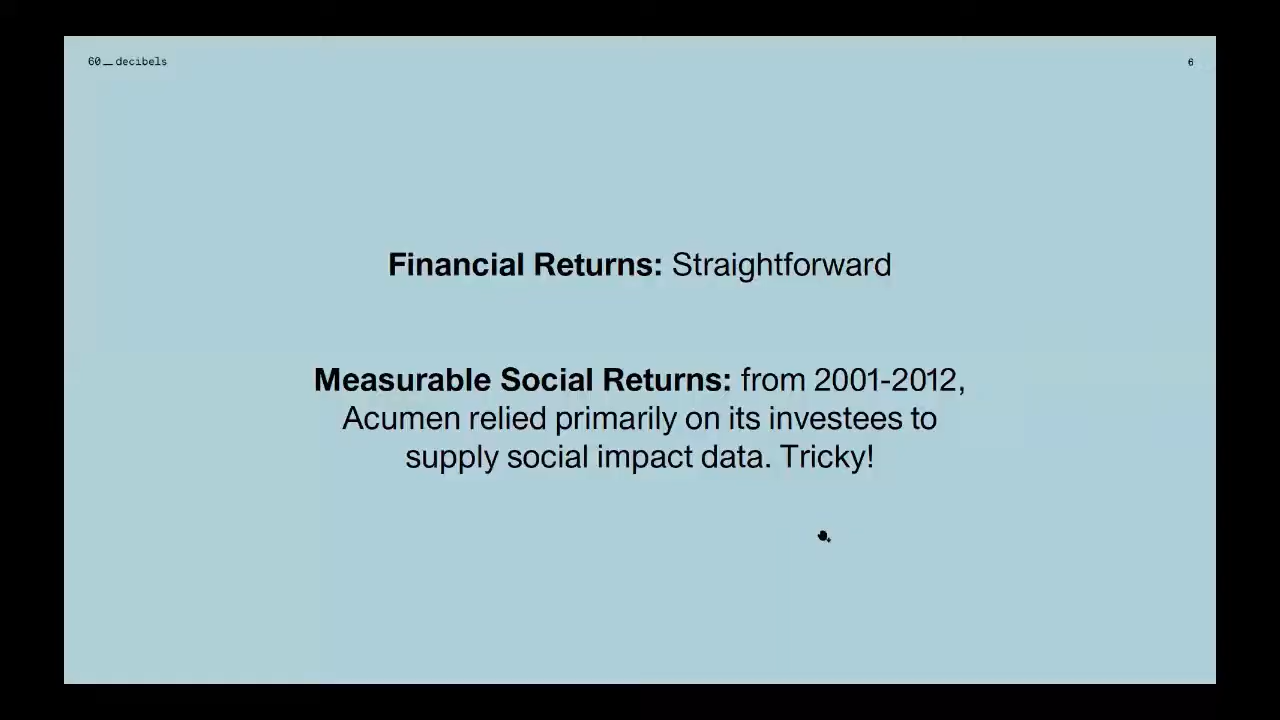 60__decibels
6
Financial Returns: Straightforward
Measurable Social Returns: from 2001-2012,
Acumen relied primarily on its investees to
supply social impact data. Tricky!